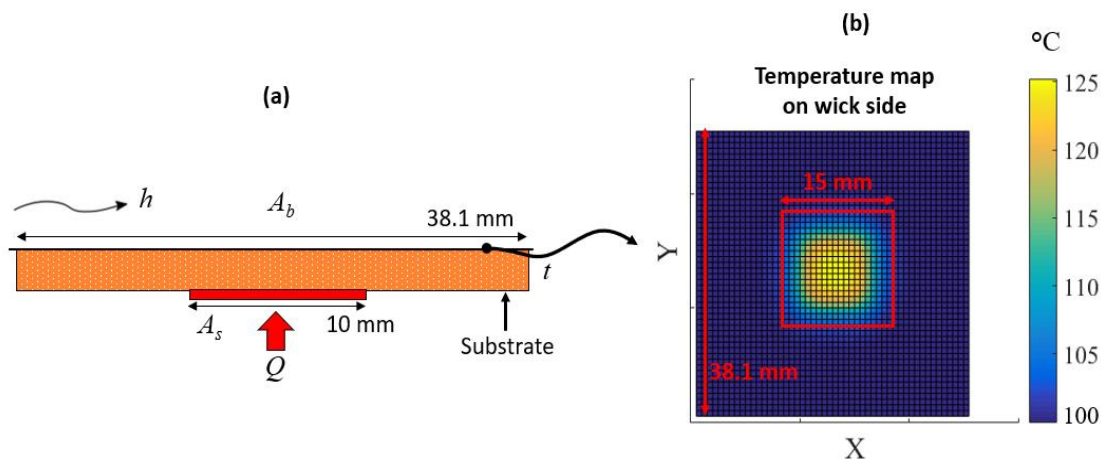 (a)
h
A_b
38.1 mm
t
A_s
10 mm
Q
Substrate
(b)
°C
Temperature map
on wick side
15 mm
38.1 mm
Y
X
125
120
115
110
105
100